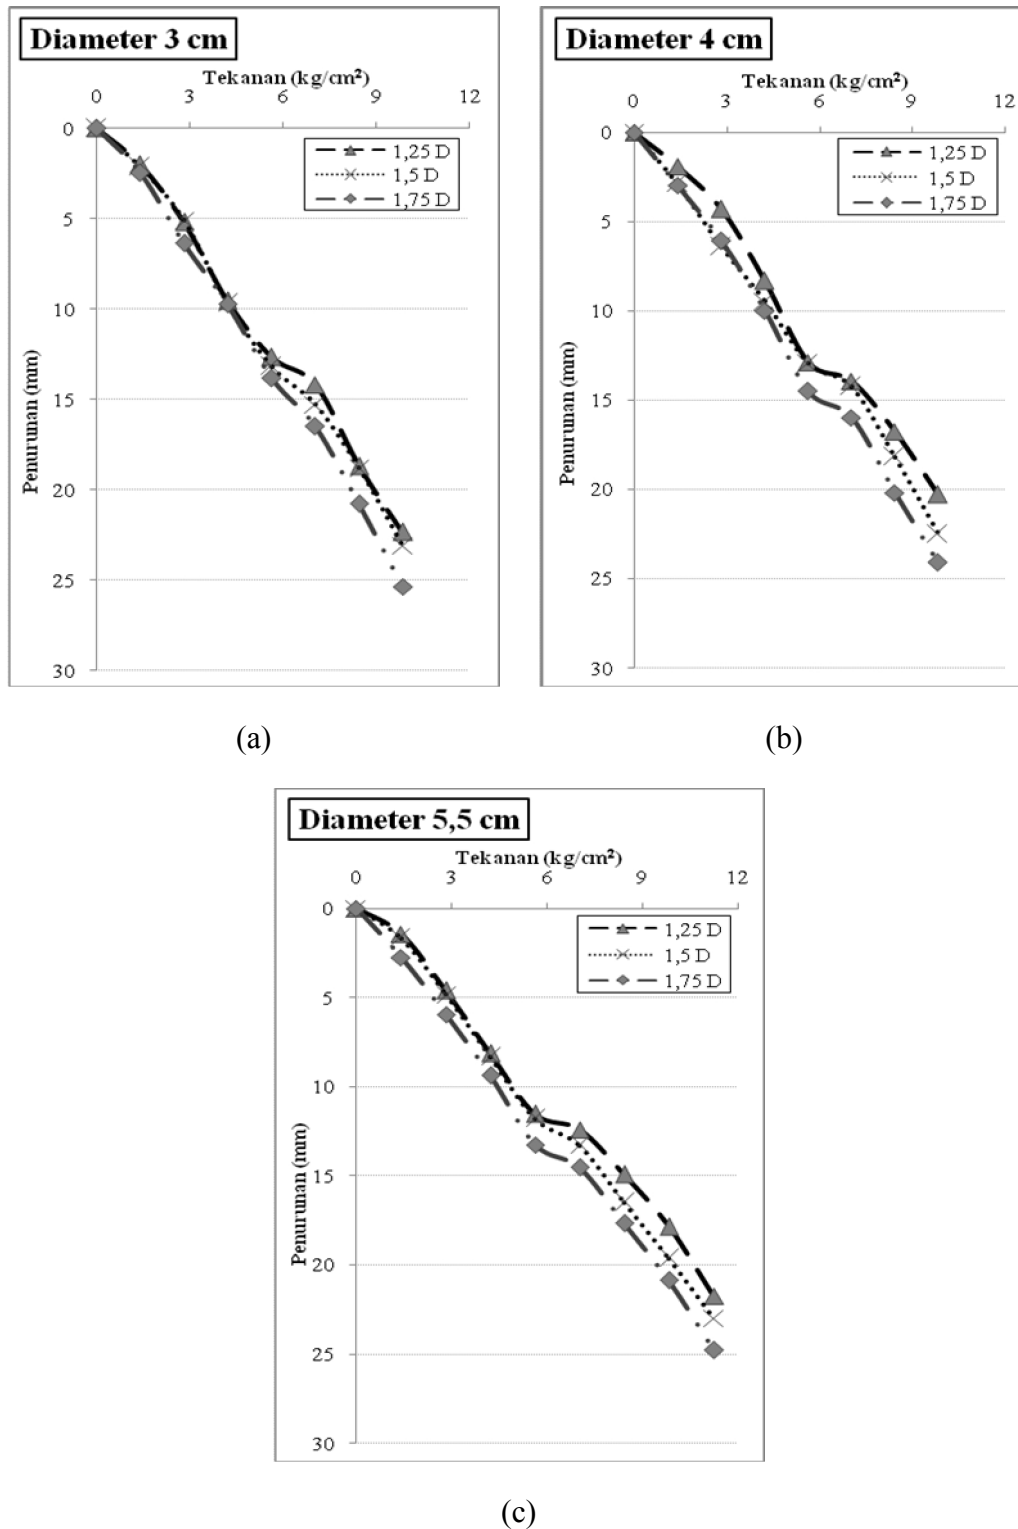 Diameter 3 cm
Tekanan (kg/cm²)
0 3 6 9 12
0
5
10
15
20
25
30
Penurunan (mm)
1,25 D
1,5 D
1,75 D
(a)
Diameter 4 cm
Tekanan (kg/cm²)
0 3 6 9 12
0
5
10
15
20
25
30
Penurunan (mm)
1,25 D
1,5 D
1,75 D
(b)
Diameter 5,5 cm
Tekanan (kg/cm²)
0 3 6 9 12
0
5
10
15
20
25
30
Penurunan (mm)
1,25 D
1,5 D
1,75 D
(c)